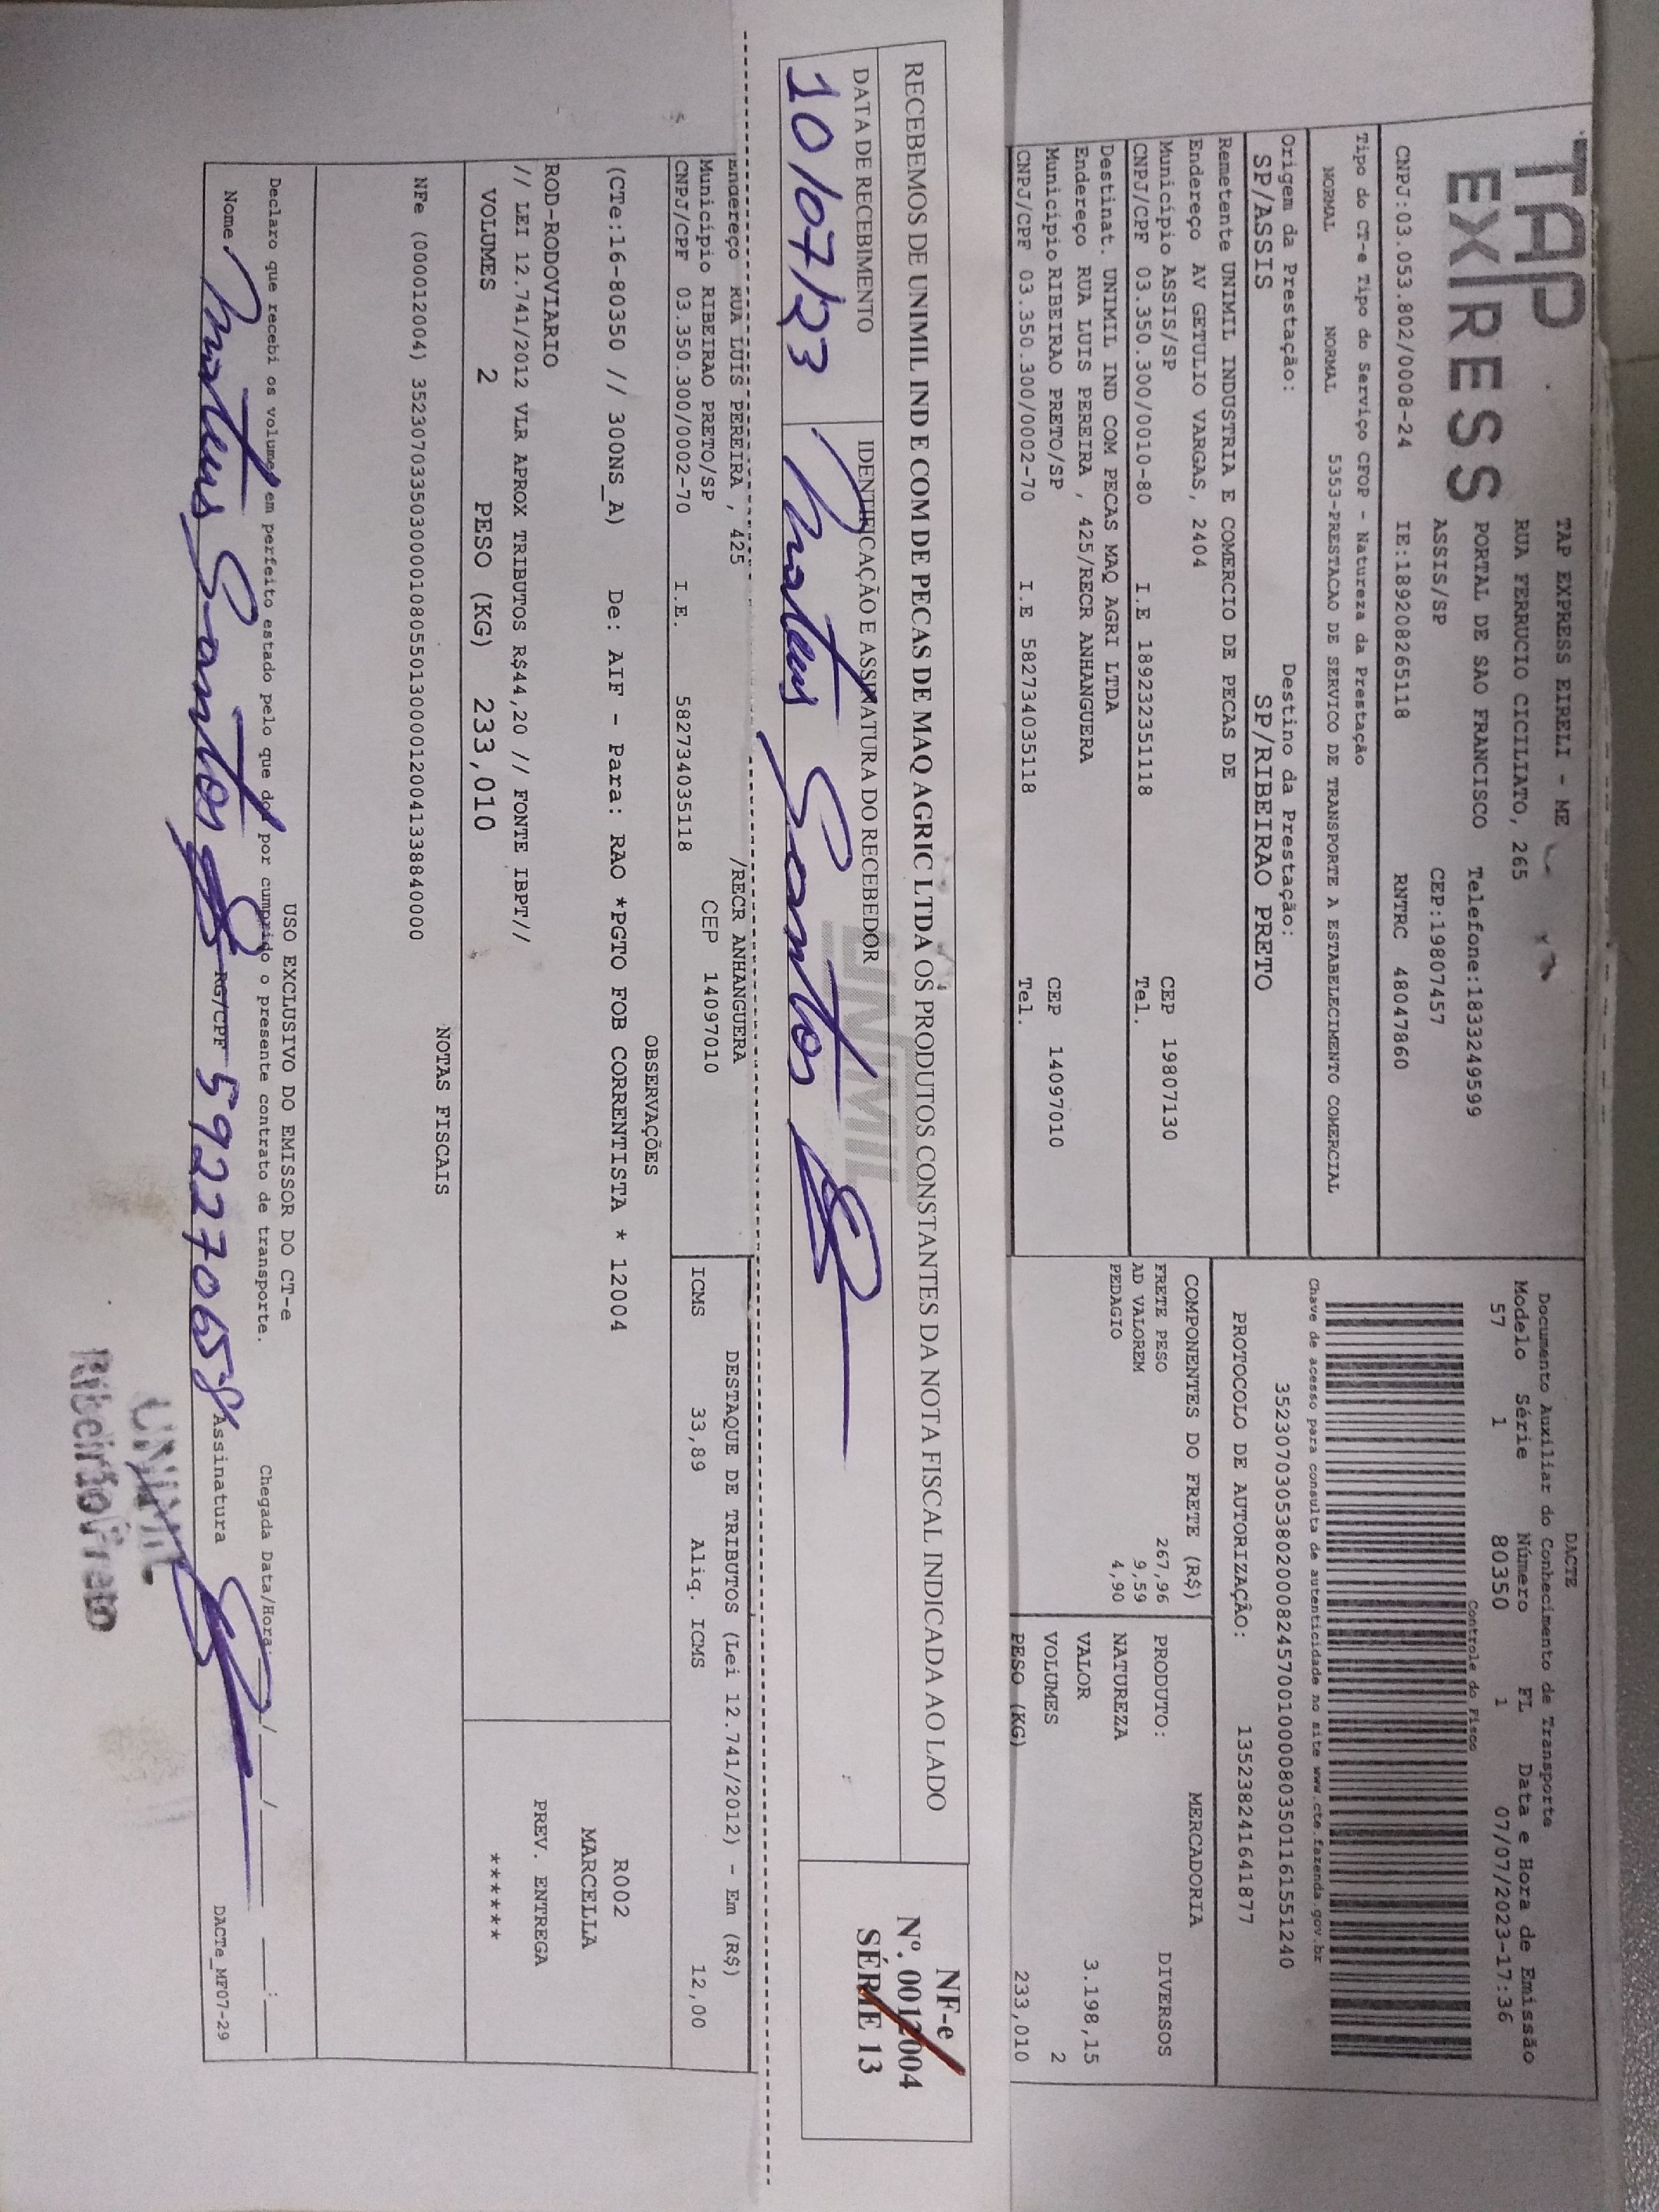 TAP
EXPRESS
TAP EXPRESS EIRELI - ME
RUA FERRUCIO CICILIATO, 265
PORTAL DE SAO FRANCISCO Telefone:1833249599
ASSIS/SP CEP:19807457
CNPJ:03.053.802/0008-24 IE:189208265118 RNTRC 48047860
DACTE
Documento Auxiliar do Conhecimento de Transporte
Modelo Série Número FL Data e Hora de Emissão
57 1 80350 1 07/07/2023-17:36
Controle do Fisco
Chave de acesso para consulta de autenticidade no site www.cte.fazenda.gov.br
35230703053802000824570010000803501161551240
PROTOCOLO DE AUTORIZAÇÃO: 135238241641877
Tipo do CT-e Tipo do Serviço CFOP - Natureza da Prestação
NORMAL NORMAL 5353-PRESTACAO DE SERVICO DE TRANSPORTE A ESTABELECIMENTO COMERCIAL
Origem da Prestação: Destino da Prestação:
SP/ASSIS SP/RIBEIRAO PRETO
Remetente UNIMIL INDUSTRIA E COMERCIO DE PECAS DE
Endereço AV GETULIO VARGAS, 2404
Município ASSIS/SP CEP 19807130
CNPJ/CPF 03.350.300/0010-80 I.E 189232351118 Tel.
Destinat. UNIMIL IND COM PECAS MAQ AGRI LTDA
Endereço RUA LUIS PEREIRA , 425/RECR ANHANGUERA
Município RIBEIRAO PRETO/SP CEP 14097010
CNPJ/CPF 03.350.300/0002-70 I.E 582734035118 Tel.
COMPONENTES DO FRETE (R$)
FRETE PESO 267,96
AD VALOREM 9,59
PEDAGIO 4,90
MERCADORIA
PRODUTO: DIVERSOS
NATUREZA
VALOR 3.198,15
VOLUMES 2
PESO (KG) 233,010
RECEBEMOS DE UNIMIL IND E COM DE PECAS DE MAQ AGRIC LTDA OS PRODUTOS CONSTANTES DA NOTA FISCAL INDICADA AO LADO
DATA DE RECEBIMENTO IDENTIFICAÇÃO E ASSINATURA DO RECEBEDOR
10/07/23 Mateus Santos
UNIMIL
NF-e
Nº. 0012004
SÉRIE 13
Endereço RUA LUIS PEREIRA , 425 /RECR ANHANGUERA
Município RIBEIRAO PRETO/SP CEP 14097010
CNPJ/CPF 03.350.300/0002-70 I.E. 582734035118
DESTAQUE DE TRIBUTOS (Lei 12.741/2012) - Em (R$)
ICMS 33,89 Aliq. ICMS 12,00
OBSERVAÇÕES
(CTe:16-80350 // 300NS_A) De: AIF - Para: RAO *PGTO FOB CORRENTISTA * 12004
ROD-RODOVIARIO
// LEI 12.741/2012 VLR APROX TRIBUTOS R$44,20 // FONTE IBPT//
VOLUMES 2 PESO (KG) 233,010
R002
MARCELLA
PREV. ENTREGA
******
NOTAS FISCAIS
NFe (000012004) 35230703350300001080550130000120041338840000
USO EXCLUSIVO DO EMISSOR DO CT-e
Declaro que recebi os volumes em perfeito estado pelo que dou por cumprido o presente contrato de transporte. Chegada Data/Hora: / / :
Nome Mateus Santos RG/CPF 592270658 Assinatura DACTe_MF07-29
UNIMIL
Ribeirão Preto